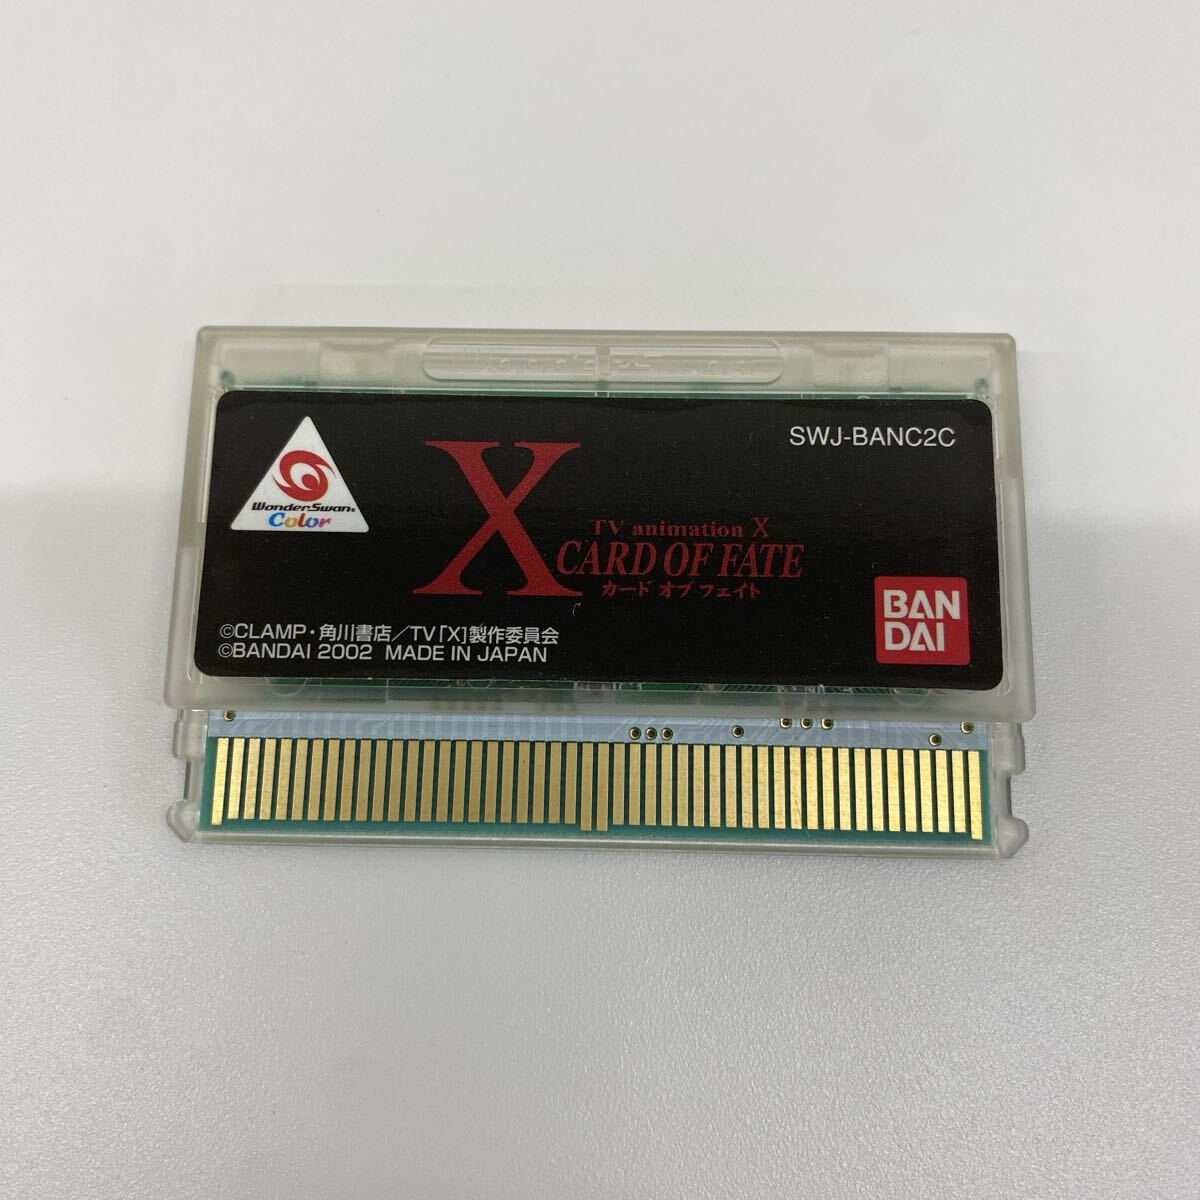 WonderSwan
SWJ-BANC2C
WonderSwan
Color
X
TV animation X
CARD OF FATE
カード オブ フェイト
BAN
DAI
©CLAMP・角川書店／TV「X」製作委員会
©BANDAI 2002 MADE IN JAPAN